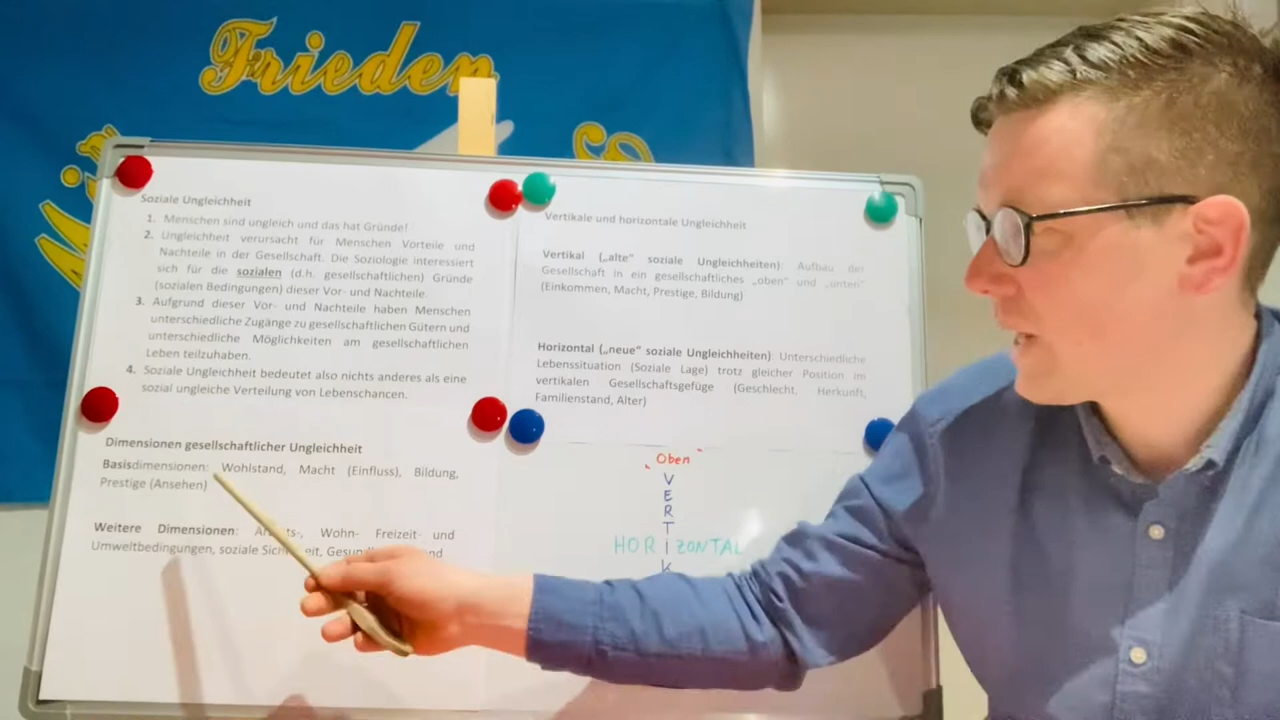 Frieden
Soziale Ungleichheit
1. Menschen sind ungleich und das hat Gründe!
2. Ungleichheit verursacht für Menschen Vorteile und
Nachteile in der Gesellschaft. Die Soziologie interessiert
sich für die sozialen (d.h. gesellschaftlichen) Gründe
(sozialen Bedingungen) dieser Vor- und Nachteile.
3. Aufgrund dieser Vor- und Nachteile haben Menschen
unterschiedliche Zugänge zu gesellschaftlichen Gütern und
unterschiedliche Möglichkeiten am gesellschaftlichen
Leben teilzuhaben.
4. Soziale Ungleichheit bedeutet also nichts anderes als eine
sozial ungleiche Verteilung von Lebenschancen.
Dimensionen gesellschaftlicher Ungleichheit
Basisdimensionen: Wohlstand, Macht (Einfluss), Bildung,
Prestige (Ansehen)
Weitere Dimensionen: Wohn- Freizeit- und
Umweltbedingungen, soziale
Vertikale und horizontale Ungleichheit
Vertikal („alte“ soziale Ungleichheiten): Aufbau der
Gesellschaft in ein gesellschaftliches „oben“ und „unten“
(Einkommen, Macht, Prestige, Bildung)
Horizontal („neue“ soziale Ungleichheiten): Unterschiedliche
Lebenssituation (Soziale Lage) trotz gleicher Position im
vertikalen Gesellschaftsgefüge (Geschlecht, Herkunft,
Familienstand, Alter)
"Oben"
V
E
R
T
HORIZONTAL
K